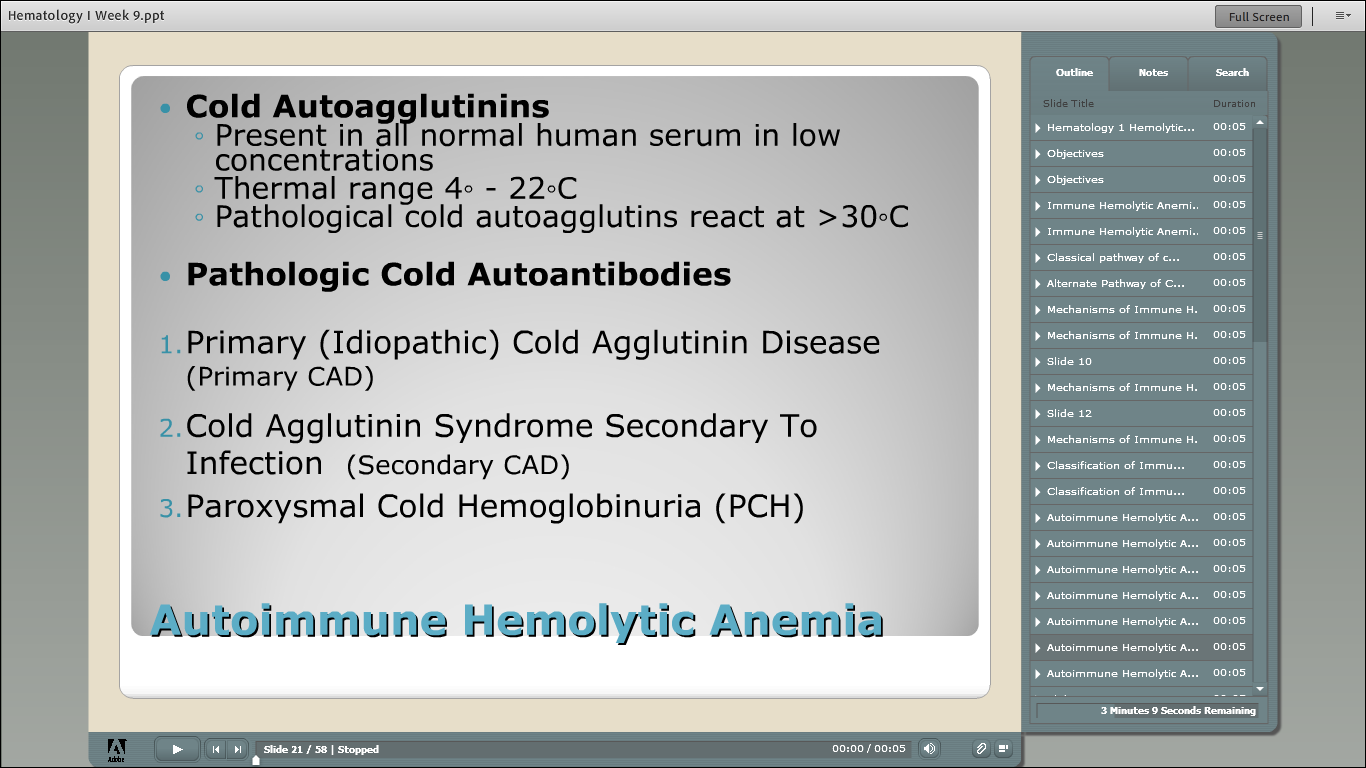 Hematology I Week 9.ppt
Full Screen
• Cold Autoagglutinins
◦ Present in all normal human serum in low
concentrations
◦ Thermal range 4◦ - 22◦C
◦ Pathological cold autoagglutins react at >30◦C
• Pathologic Cold Autoantibodies
1. Primary (Idiopathic) Cold Agglutinin Disease
(Primary CAD)
2. Cold Agglutinin Syndrome Secondary To
Infection (Secondary CAD)
3. Paroxysmal Cold Hemoglobinuria (PCH)
Autoimmune Hemolytic Anemia
Outline Notes Search
Slide Title Duration
Hematology 1 Hemolytic... 00:05
Objectives 00:05
Objectives 00:05
Immune Hemolytic Anemi.. 00:05
Immune Hemolytic Anemi.. 00:05
Classical pathway of c... 00:05
Alternate Pathway of C... 00:05
Mechanisms of Immune H. 00:05
Mechanisms of Immune H. 00:05
Slide 10 00:05
Mechanisms of Immune H. 00:05
Slide 12 00:05
Mechanisms of Immune H. 00:05
Classification of Immu... 00:05
Classification of Immu... 00:05
Autoimmune Hemolytic A... 00:05
Autoimmune Hemolytic A... 00:05
Autoimmune Hemolytic A... 00:05
Autoimmune Hemolytic A... 00:05
Autoimmune Hemolytic A... 00:05
Autoimmune Hemolytic A... 00:05
Autoimmune Hemolytic A... 00:05
3 Minutes 9 Seconds Remaining
Adobe
Slide 21 / 58 | Stopped
00:00 / 00:05